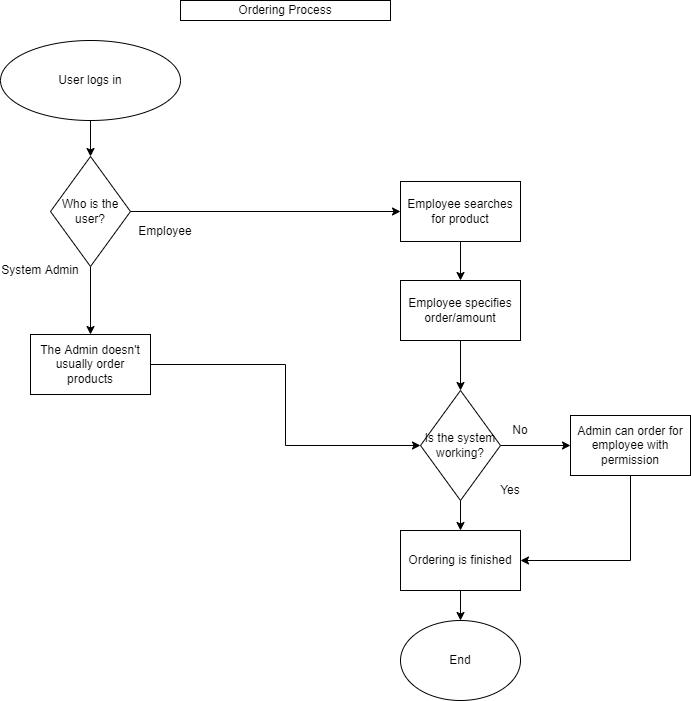 Ordering Process
User logs in
Who is the
user?
Employee
System Admin
Employee searches
for product
Employee specifies
order/amount
The Admin doesn't
usually order
products
Is the system
working?
No
Yes
Admin can order for
employee with
permission
Ordering is finished
End